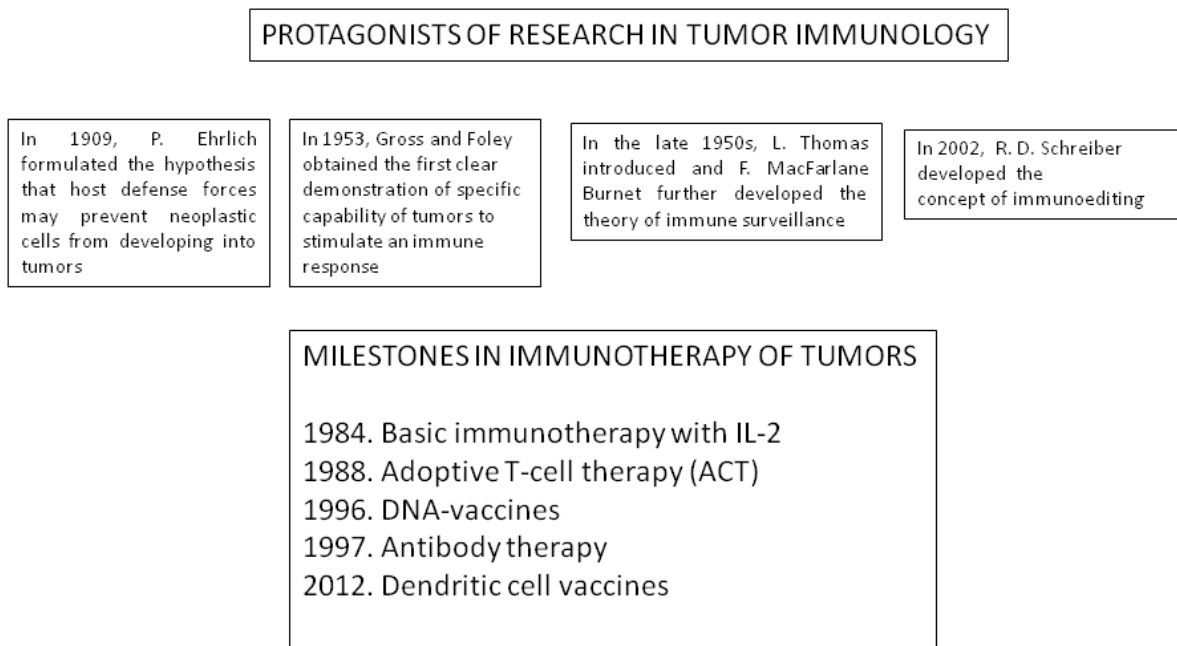 PROTAGONISTS OF RESEARCH IN TUMOR IMMUNOLOGY
In 1909, P. Ehrlich
formulated the hypothesis
that host defense forces
may prevent neoplastic
cells from developing into
tumors
In 1953, Gross and Foley
obtained the first clear
demonstration of specific
capability of tumors to
stimulate an immune
response
In the late 1950s, L. Thomas
introduced and F. MacFarlane
Burnet further developed the
theory of immune surveillance
In 2002, R. D. Schreiber
developed the
concept of immunoediting
MILESTONES IN IMMUNOTHERAPY OF TUMORS
1984. Basic immunotherapy with IL-2
1988. Adoptive T-cell therapy (ACT)
1996. DNA-vaccines
1997. Antibody therapy
2012. Dendritic cell vaccines